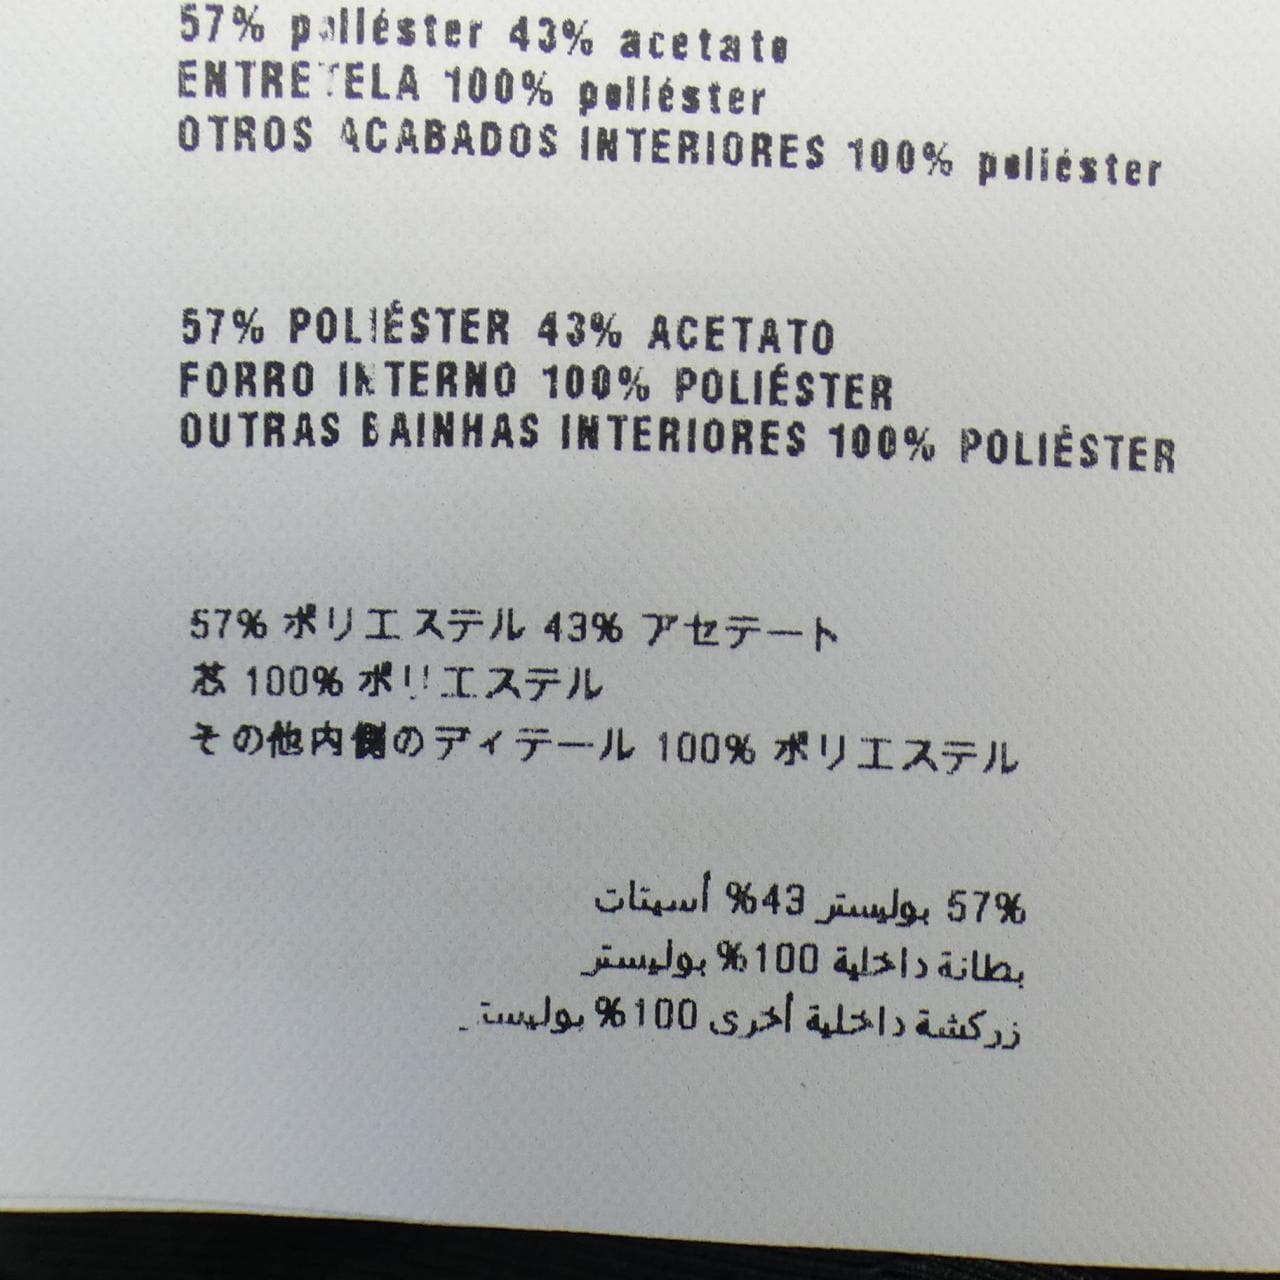 57% poliéster 43% acetato
ENTRETELA 100% poliéster
OTROS ACABADOS INTERIORES 100% poliéster
57% POLIÉSTER 43% ACETATO
FORRO INTERNO 100% POLIÉSTER
OUTRAS BAINHAS INTERIORES 100% POLIÉSTER
57% ポリエステル 43% アセテート
芯 100% ポリエステル
その他内側のディテール 100% ポリエステル
57% بوليستر 43% أسيتات
بطانة داخلية 100% بوليستر
زركشة داخلية أخرى 100% بوليستر